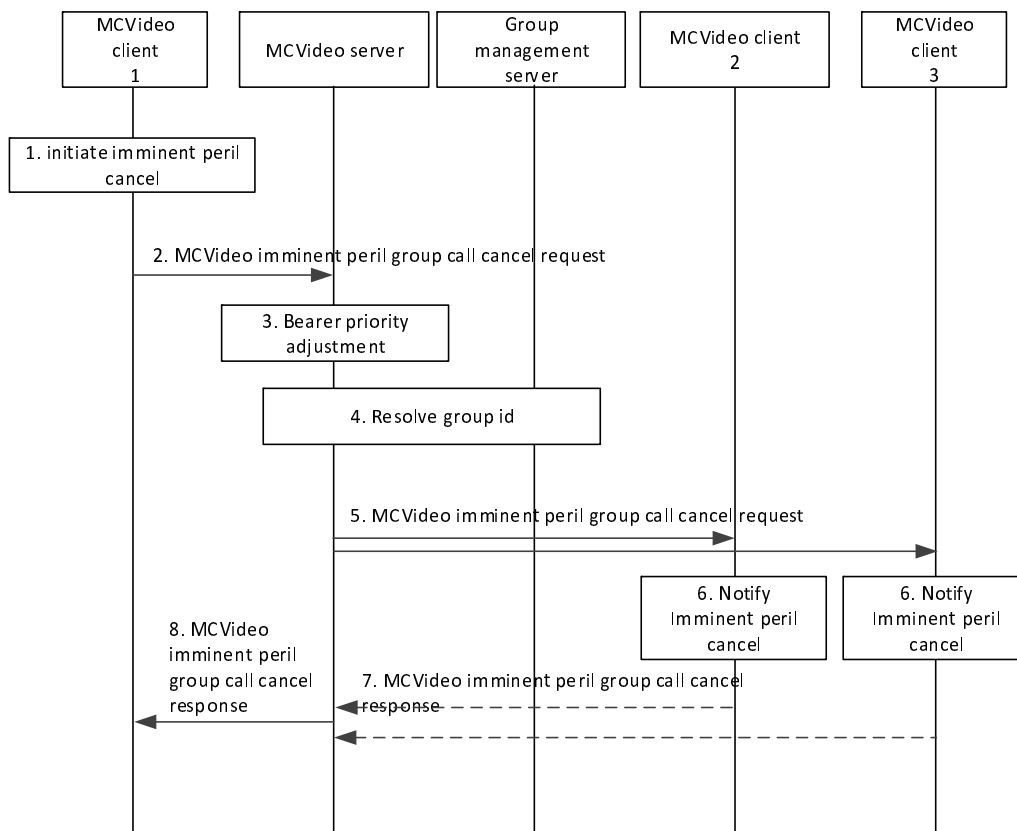 MCVideo
client
1
MCVideo server
Group
management
server
MCVideo client
2
MCVideo
client
3
1. initiate imminent peril
cancel
2. MCVideo imminent peril group call cancel request
3. Bearer priority
adjustment
4. Resolve group id
5. MCVideo imminent peril group call cancel request
6. Notify
Imminent peril
cancel
6. Notify
Imminent peril
cancel
8. MCVideo
imminent peril
group call cancel
response
7. MCVideo imminent peril group call cancel
response